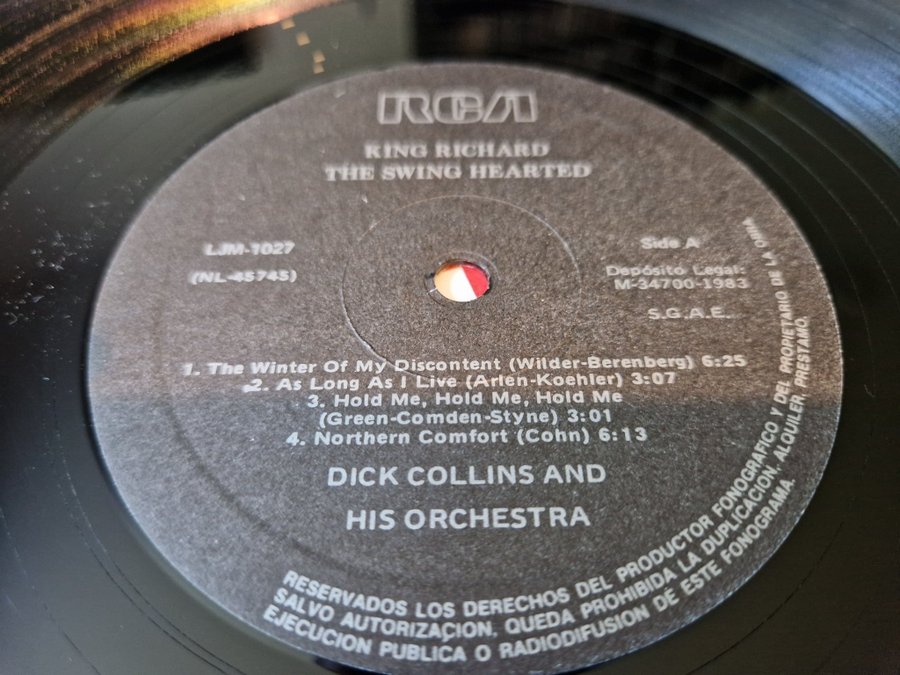 RCA
KING RICHARD
THE SWING HEARTED
LJM-1027
(NL-45745)
Side A
Depósito Legal:
M-34700-1983
S.G.A.E.
1. The Winter Of My Discontent (Wilder-Berenberg) 6:25
2. As Long As I Live (Arlen-Koehler) 3:07
3. Hold Me, Hold Me, Hold Me
(Green-Comden-Styne) 3:01
4. Northern Comfort (Cohn) 6:13
DICK COLLINS AND
HIS ORCHESTRA
RESERVADOS LOS DERECHOS DEL PRODUCTOR FONOGRAFICO Y DEL PROPIETARIO DE LA OBRA.
SALVO AUTORIZACION, QUEDA PROHIBIDA LA DUPLICACION, ALQUILER, PRESTAMO,
EJECUCION PUBLICA O RADIODIFUSION DE ESTE FONOGRAMA.